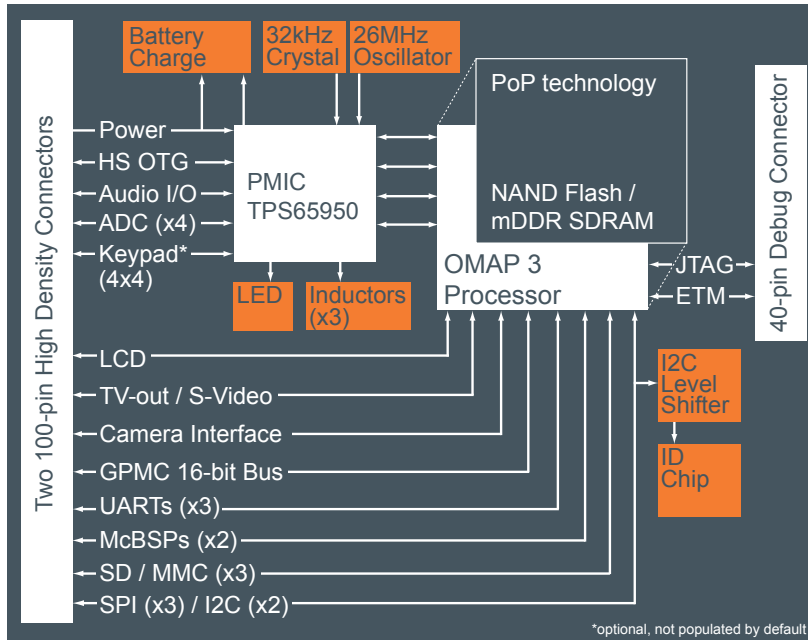 Battery
Charge
32kHz
Crystal
26MHz
Oscillator
PoP technology
NAND Flash /
mDDR SDRAM
Two 100-pin High Density Connectors
Power
HS OTG
Audio I/O
ADC (x4)
Keypad*
(4x4)
PMIC
TPS65950
OMAP 3
Processor
LED
Inductors
(x3)
JTAG
ETM
40-pin Debug Connector
LCD
TV-out / S-Video
Camera Interface
GPMC 16-bit Bus
UARTs (x3)
McBSPs (x2)
SD / MMC (x3)
SPI (x3) / I2C (x2)
I2C
Level
Shifter
ID
Chip
*optional, not populated by default